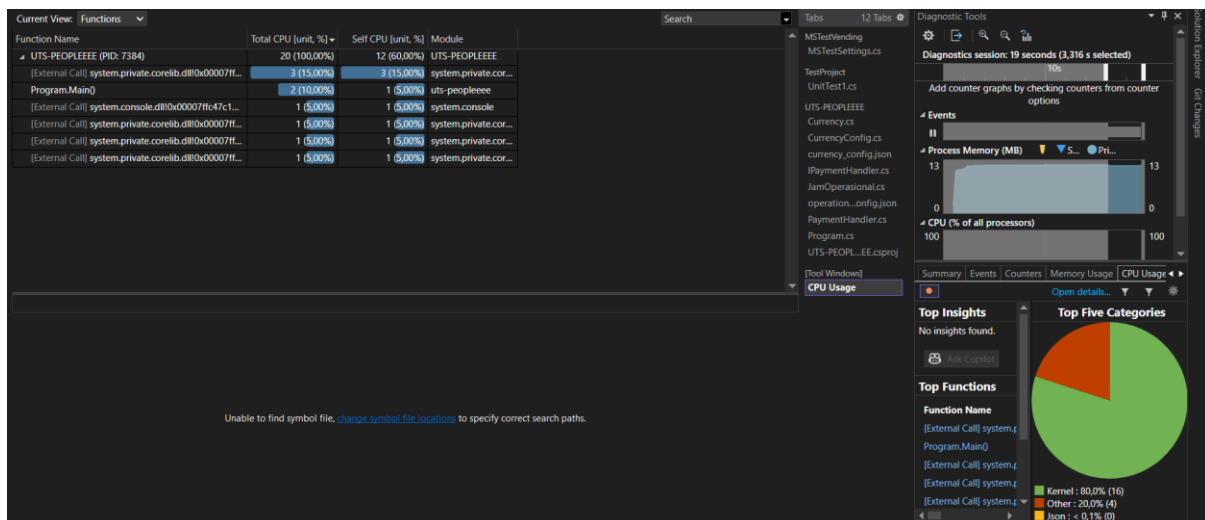 Current View: Functions
Search
Function Name Total CPU [unit, %] Self CPU [unit, %] Module
UTS-PEOPLEEEE (PID: 7384) 20 (100,00%) 12 (60,00%) UTS-PEOPLEEE
[External Call] system.private.corelib.dll!0x00007ff... 3 (15,00%) 3 (15,00%) system.private.cor...
Program.Main() 2 (10,00%) 1 (5,00%) uts-peopleeee
[External Call] system.console.dll!0x00007ffc47c1... 1 (5,00%) 1 (5,00%) system.console
[External Call] system.private.corelib.dll!0x00007ff... 1 (5,00%) 1 (5,00%) system.private.cor...
[External Call] system.private.corelib.dll!0x00007ff... 1 (5,00%) 1 (5,00%) system.private.cor...
[External Call] system.private.corelib.dll!0x00007ff... 1 (5,00%) 1 (5,00%) system.private.cor...
Unable to find symbol file, change symbol file locations to specify correct search paths.
Tabs 12 Tabs
MSTestVending
MSTestSettings.cs
TestProject
UnitTest1.cs
UTS-PEOPLEEEE
Currency.cs
CurrencyConfig.cs
currency_config.json
IPaymentHandler.cs
JamOperasional.cs
operation...onfig.json
PaymentHandler.cs
Program.cs
UTS-PEOPL...EE.csproj
[Tool Windows]
CPU Usage
Diagnostic Tools
Diagnostics session: 19 seconds (3,316 s selected)
10s
Add counter graphs by checking counters from counter
options
Events
Process Memory (MB) S... Pri...
13 13
0 0
CPU (% of all processors)
100 100
Summary Events Counters Memory Usage CPU Usage
Open details...
Top Insights
No insights found.
Ask Copilot
Top Functions
Function Name
[External Call] system.p
Program.Main()
[External Call] system.p
[External Call] system.p
[External Call] system.p
Top Five Categories
Kernel : 80,0% (16)
Other : 20,0% (4)
Json : < 0,1% (0)
Solution Explorer
Git Changes